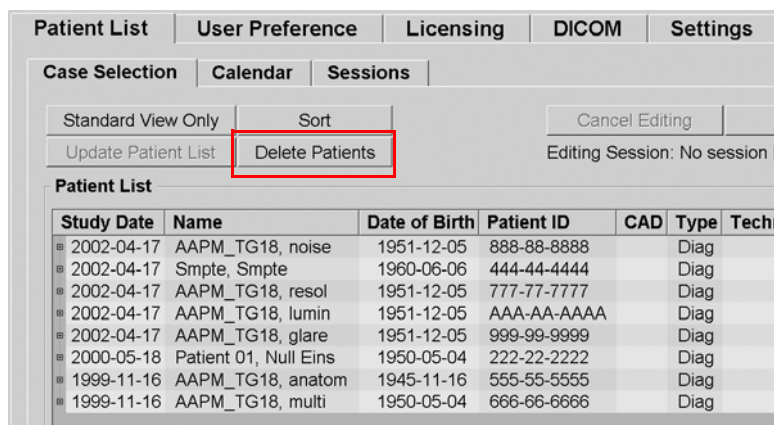 Patient List User Preference Licensing DICOM Settings
Case Selection Calendar Sessions
Standard View Only Sort Cancel Editing
Update Patient List Delete Patients Editing Session: No session
Patient List
Study Date Name Date of Birth Patient ID CAD Type Techn
2002-04-17 AAPM_TG18, noise 1951-12-05 888-88-8888 Diag
2002-04-17 Smpte, Smpte 1960-06-06 444-44-4444 Diag
2002-04-17 AAPM_TG18, resol 1951-12-05 777-77-7777 Diag
2002-04-17 AAPM_TG18, lumin 1951-12-05 AAA-AA-AAAA Diag
2002-04-17 AAPM_TG18, glare 1951-12-05 999-99-9999 Diag
2000-05-18 Patient 01, Null Eins 1950-05-04 222-22-2222 Diag
1999-11-16 AAPM_TG18, anatom 1945-11-16 555-55-5555 Diag
1999-11-16 AAPM_TG18, multi 1950-05-04 666-66-6666 Diag